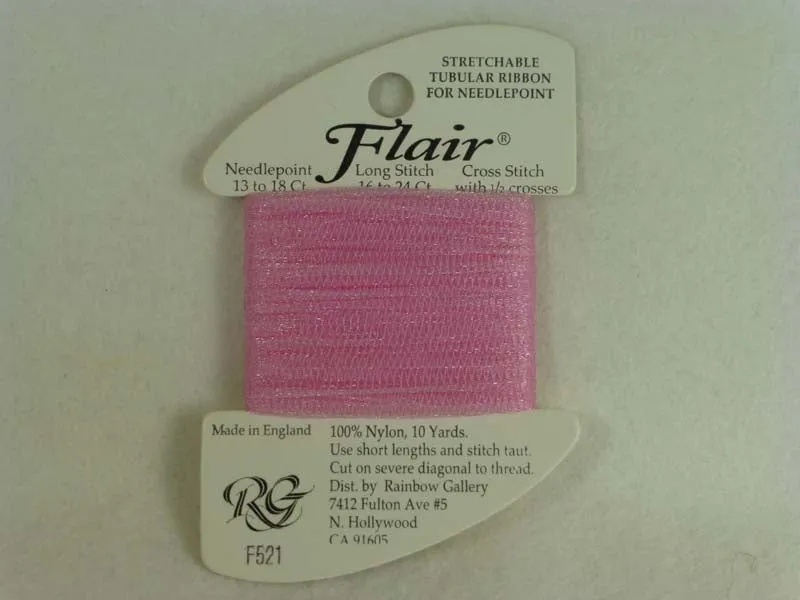 STRETCHABLE
TUBULAR RIBBON
FOR NEEDLEPOINT
Flair®
Needlepoint Long Stitch Cross Stitch
13 to 18 Ct. 16 to 24 Ct. with 1/2 crosses
Made in England
100% Nylon, 10 Yards.
Use short lengths and stitch taut.
Cut on severe diagonal to thread.
Dist. by Rainbow Gallery
7412 Fulton Ave #5
N. Hollywood
CA 91605
RG
F521